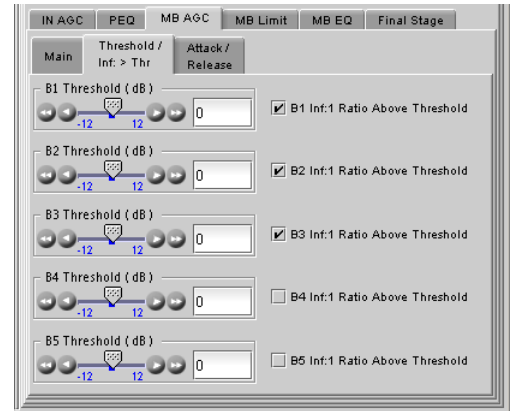 IN AGC PEQ MB AGC MB Limit MB EQ Final Stage
Main Threshold / Inf: > Thr Attack / Release
B1 Threshold ( dB )
-12 12 0 B1 Inf:1 Ratio Above Threshold
B2 Threshold ( dB )
-12 12 0 B2 Inf:1 Ratio Above Threshold
B3 Threshold ( dB )
-12 12 0 B3 Inf:1 Ratio Above Threshold
B4 Threshold ( dB )
-12 12 0 B4 Inf:1 Ratio Above Threshold
B5 Threshold ( dB )
-12 12 0 B5 Inf:1 Ratio Above Threshold